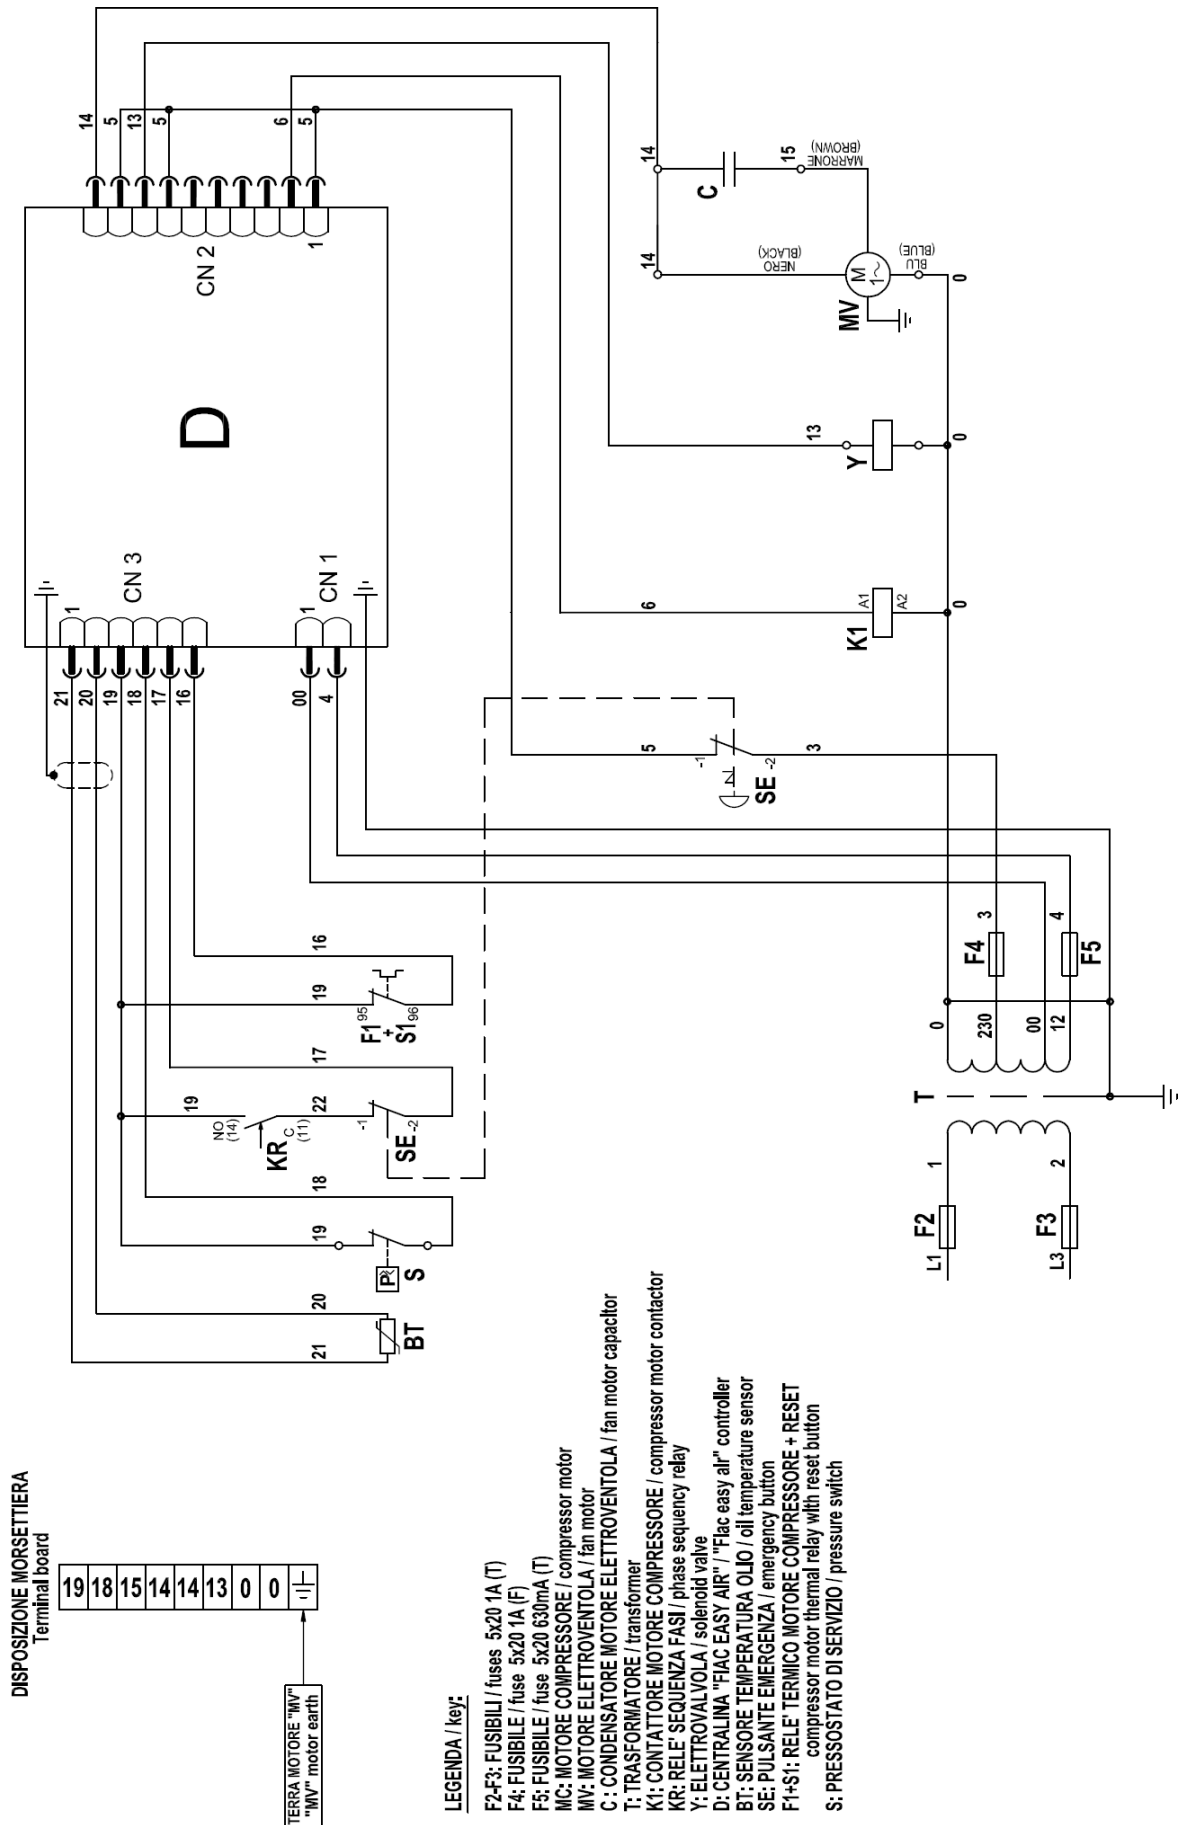 14
5
13
5
6
5
CN 2
1
D
CN 3
1
CN 1
1
21
20
19
18
17
16
00
4
14
C
15
MARRONE
(BROWN)
14
NERO
(BLACK)
M
1~
MV
BLU
(BLUE)
0
13
Y
0
6
A1
A2
K1
0
5
-1
SE
-2
3
16
19
95
F1
+
S1
96
17
19
NO
(14)
KR
C
(11)
22
-1
SE
-2
18
19
P
S
20
21
BT
F4
3
F5
4
0
230
00
12
T
1
2
F2
F3
L1
L3
DISPOSIZIONE MORSETTIERA
Terminal board
19 18 15 14 14 13 0 0
TERRA MOTORE "MV"
"MV" motor earth
LEGENDA / key:
F2-F3: FUSIBILI / fuses 5x20 1A (T)
F4: FUSIBILE / fuse 5x20 1A (F)
F5: FUSIBILE / fuse 5x20 630mA (T)
MC: MOTORE COMPRESSORE / compressor motor
MV: MOTORE ELETTROVENTOLA / fan motor
C : CONDENSATORE MOTORE ELETTROVENTOLA / fan motor capacitor
T: TRASFORMATORE / transformer
K1: CONTATTORE MOTORE COMPRESSORE / compressor motor contactor
KR: RELE' SEQUENZA FASI / phase sequency relay
Y: ELETTROVALVOLA / solenoid valve
D: CENTRALINA "FIAC EASY AIR" / "Fiac easy air" controller
BT: SENSORE TEMPERATURA OLIO / oil temperature sensor
SE: PULSANTE EMERGENZA / emergency button
F1+S1: RELE' TERMICO MOTORE COMPRESSORE + RESET
compressor motor thermal relay with reset button
S: PRESSOSTATO DI SERVIZIO / pressure switch